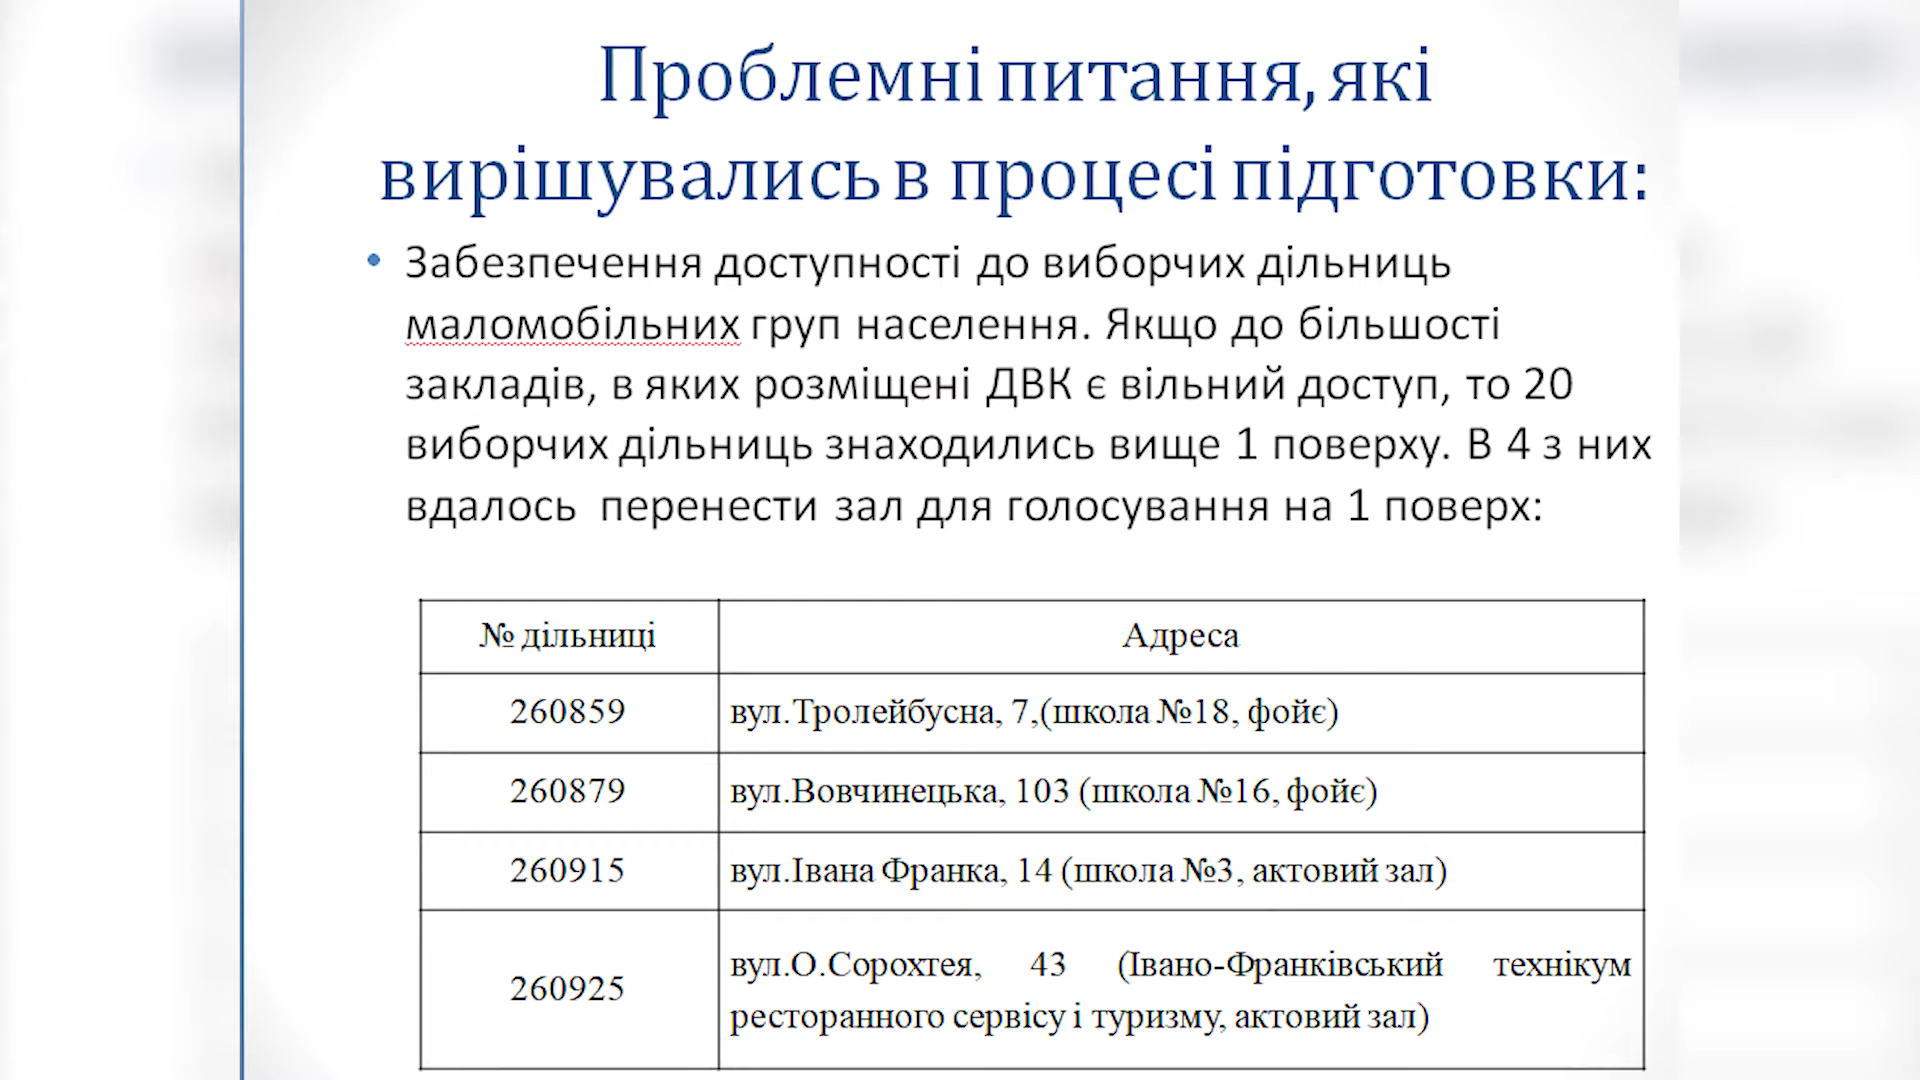 Проблемні питання, які
вирішувались в процесі підготовки:
• Забезпечення доступності до виборчих дільниць
маломобільних груп населення. Якщо до більшості
закладів, в яких розміщені ДВК є вільний доступ, то 20
виборчих дільниць знаходились вище 1 поверху. В 4 з них
вдалось перенести зал для голосування на 1 поверх:
№ дільниці Адреса
260859 вул.Тролейбусна, 7,(школа №18, фойє)
260879 вул.Вовчинецька, 103 (школа №16, фойє)
260915 вул.Івана Франка, 14 (школа №3, актовий зал)
260925 вул.О.Сорохтея, 43 (Івано-Франківський технікум
ресторанного сервісу і туризму, актовий зал)